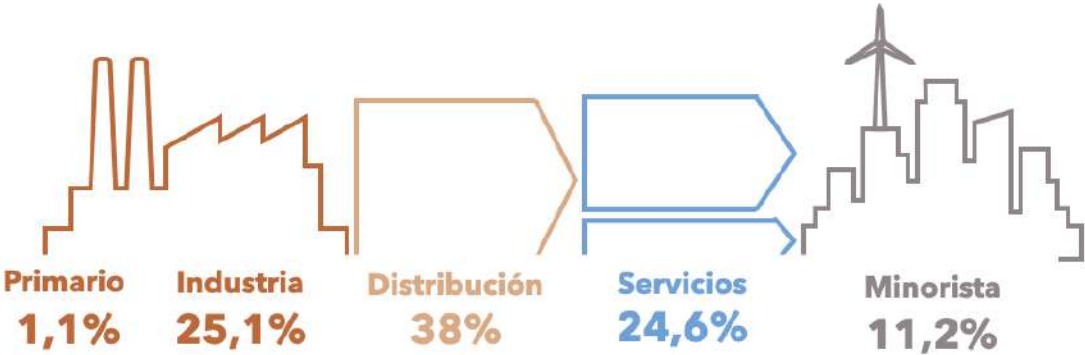 Primario
1,1%
Industria
25,1%
Distribución
38%
Servicios
24,6%
Minorista
11,2%